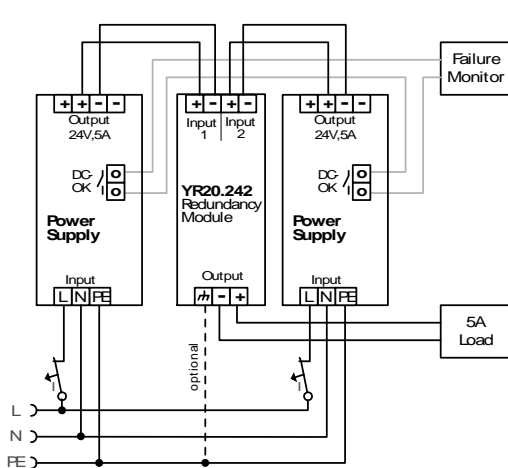 Failure
Monitor
+ + - -
Output
24V,5A
DC-
OK
Power
Supply
Input
L N PE
+ - + -
Input Input
1 2
YR20.242
Redundancy
Module
Output
- +
+ + - -
Output
24V,5A
DC-
OK
Power
Supply
Input
L N PE
5A
Load
optional
I
I
L
N
PE